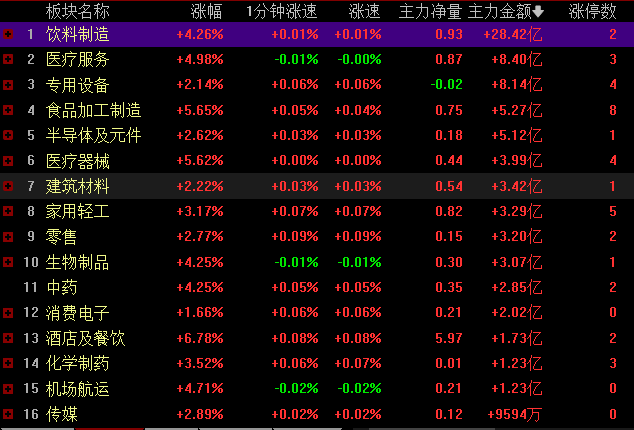 板块名称 涨幅 1分钟涨速 涨速 主力净量 主力金额 涨停数
1 饮料制造 +4.26% +0.01% +0.01% 0.93 +28.42亿 2
2 医疗服务 +4.98% -0.01% -0.00% 0.87 +8.40亿 3
3 专用设备 +2.14% +0.06% +0.06% -0.02 +8.14亿 4
4 食品加工制造 +5.65% +0.05% +0.04% 0.75 +5.27亿 8
5 半导体及元件 +2.62% +0.03% +0.03% 0.18 +5.12亿 1
6 医疗器械 +5.62% +0.00% +0.00% 0.44 +3.99亿 4
7 建筑材料 +2.22% +0.03% +0.03% 0.54 +3.42亿 1
8 家用轻工 +3.17% +0.07% +0.07% 0.82 +3.29亿 5
9 零售 +2.77% +0.09% +0.09% 0.15 +3.20亿 2
10 生物制品 +4.25% -0.01% -0.01% 0.30 +3.07亿 1
11 中药 +4.25% +0.05% +0.05% 0.35 +2.85亿 2
12 消费电子 +1.66% +0.06% +0.06% 0.21 +2.02亿 0
13 酒店及餐饮 +6.78% +0.08% +0.08% 5.97 +1.73亿 2
14 化学制药 +3.52% +0.06% +0.07% 0.01 +1.23亿 3
15 机场航运 +4.71% -0.02% -0.02% 0.21 +1.23亿 0
16 传媒 +2.89% +0.02% +0.02% 0.12 +9594万 0